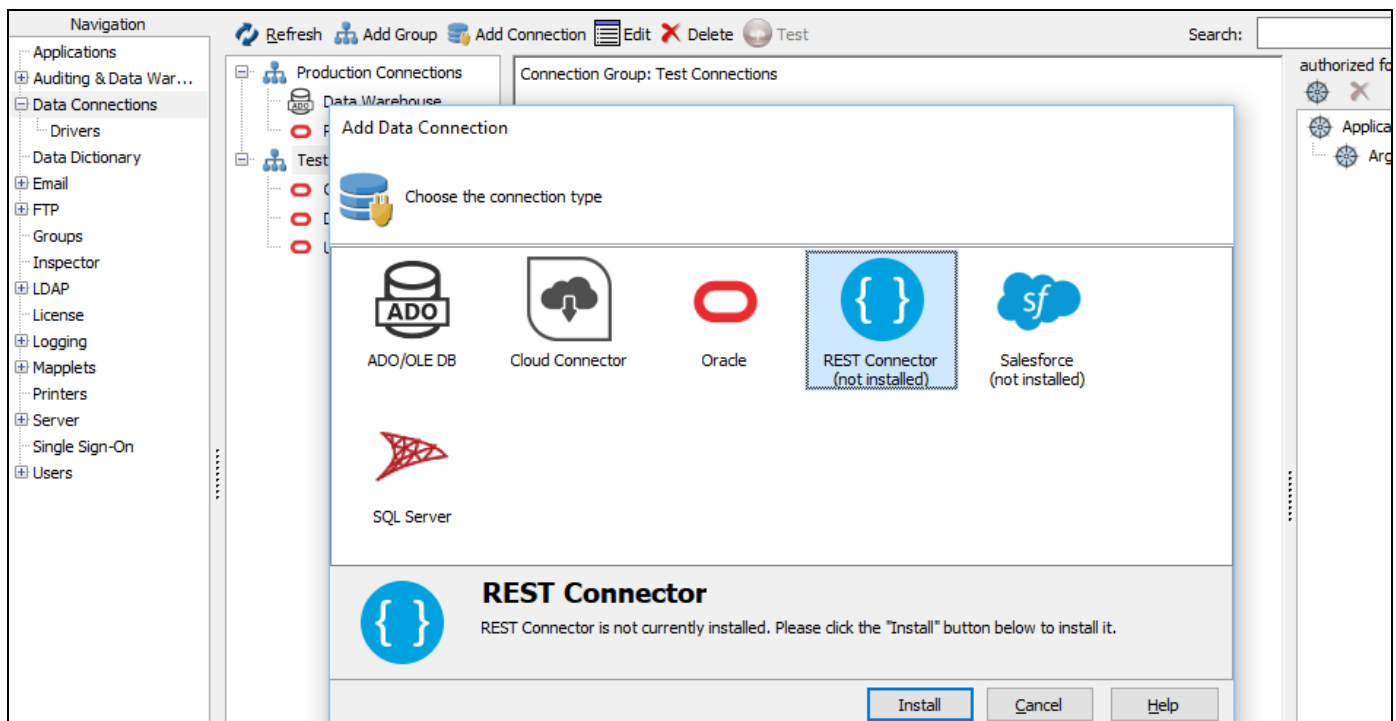 Navigation
Applications
Auditing & Data War...
Data Connections
Drivers
Data Dictionary
Email
FTP
Groups
Inspector
LDAP
License
Logging
Mapplets
Printers
Server
Single Sign-On
Users
Refresh Add Group Add Connection Edit Delete Test Search:
Production Connections
ADO Data Warehouse
Test
Connection Group: Test Connections
authorized fo
Applica
Arg
Add Data Connection
Choose the connection type
ADO
ADO/OLE DB
Cloud Connector
Oracle
{ }
REST Connector
(not installed)
sf
Salesforce
(not installed)
SQL Server
{ }
REST Connector
REST Connector is not currently installed. Please click the "Install" button below to install it.
Install Cancel Help